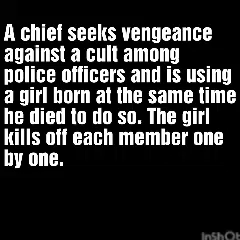 A chief seeks vengeance
against a cult among
police officers and is using
a girl born at the same time
he died to do so. The girl
kills off each member one
by one.